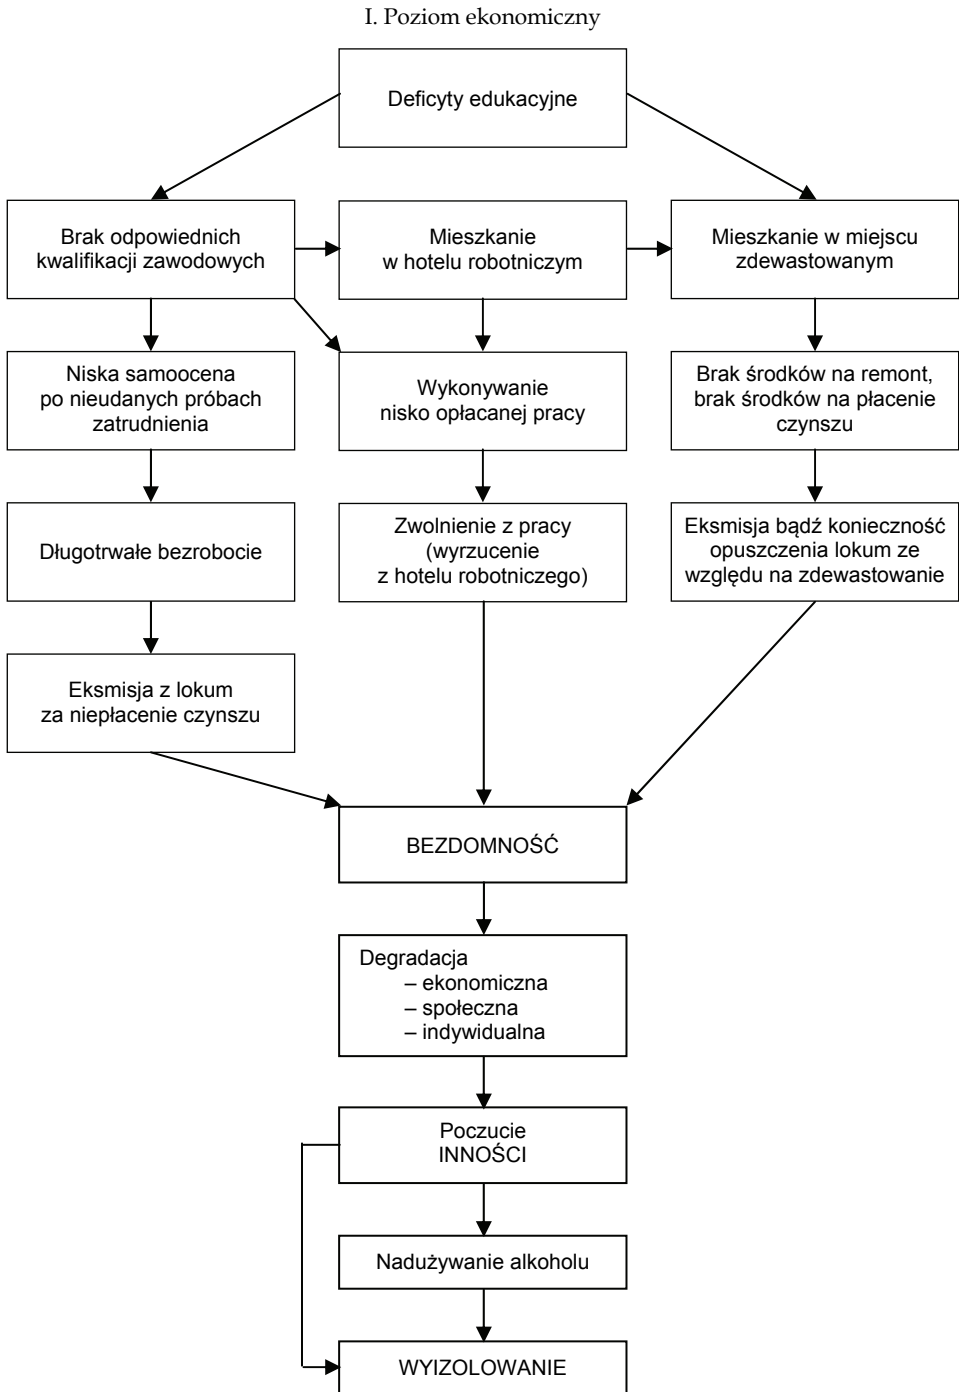 I. Poziom ekonomiczny
Deficyty edukacyjne
Brak odpowiednich
kwalifikacji zawodowych
Mieszkanie
w hotelu robotniczym
Mieszkanie w miejscu
zdewastowanym
Niska samoocena
po nieudanych próbach
zatrudnienia
Wykonywanie
nisko opłacanej pracy
Brak środków na remont,
brak środków na płacenie
czynszu
Długotrwałe bezrobocie
Zwolnienie z pracy
(wyrzucenie
z hotelu robotniczego)
Eksmisja bądź konieczność
opuszczenia lokum ze
względu na zdewastowanie
Eksmisja z lokum
za niepłacenie czynszu
BEZDOMNOŚĆ
Degradacja
– ekonomiczna
– społeczna
– indywidualna
Poczucie
INNOŚCI
Nadużywanie alkoholu
WYIZOLOWANIE